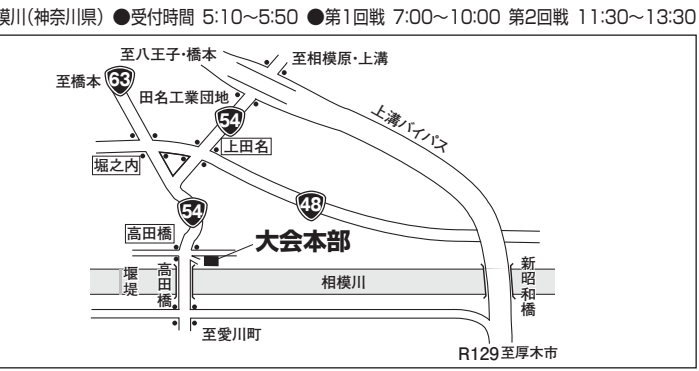 模川(神奈川県) ●受付時間 5:10〜5:50 ●第1回戦 7:00〜10:00 第2回戦 11:30〜13:30
至八王子・橋本
至相模原・上溝
至橋本
63
田名工業団地
54
上溝バイパス
上田名
堀之内
54
48
高田橋
大会本部
堰堤
高田橋
相模川
新昭和橋
至愛川町
R129至厚木市